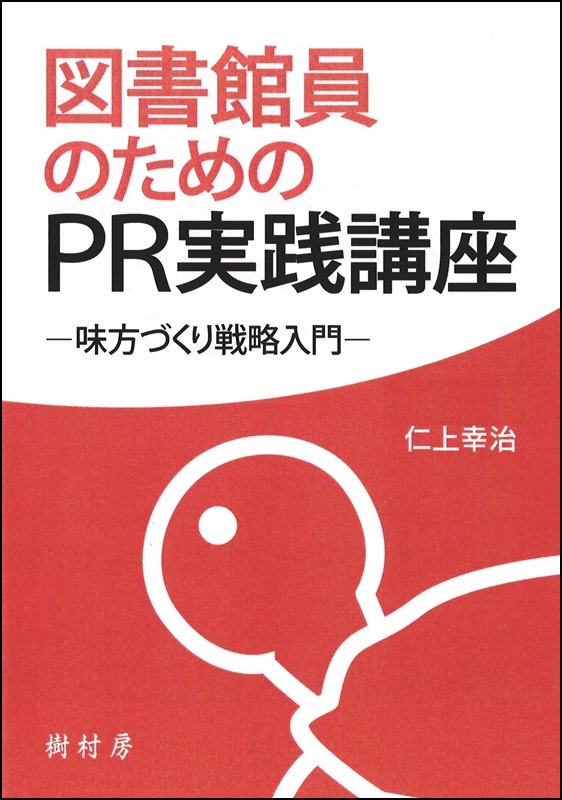 図書館員
のための
PR実践講座
―味方づくり戦略入門―
仁上幸治
樹村房